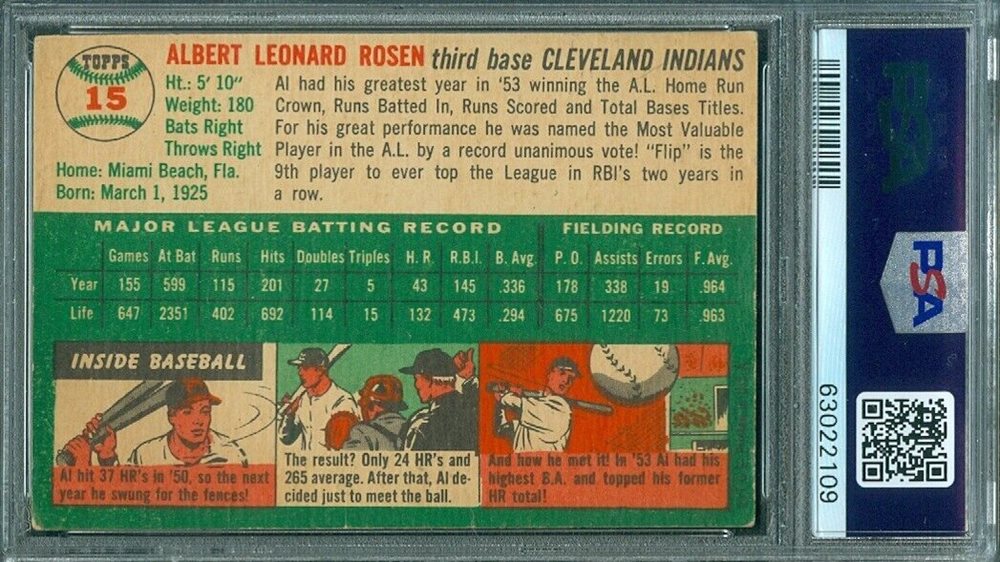 TOPPS
15
ALBERT LEONARD ROSEN third base CLEVELAND INDIANS
Ht.: 5' 10"
Weight: 180
Bats Right
Throws Right
Home: Miami Beach, Fla.
Born: March 1, 1925
Al had his greatest year in '53 winning the A.L. Home Run
Crown, Runs Batted In, Runs Scored and Total Bases Titles.
For his great performance he was named the Most Valuable
Player in the A.L. by a record unanimous vote! "Flip" is the
9th player to ever top the League in RBI's two years in
a row.
MAJOR LEAGUE BATTING RECORD FIELDING RECORD
Games At Bat Runs Hits Doubles Triples H. R. R.B.I. B. Avg. P. O. Assists Errors F. Avg.
Year 155 599 115 201 27 5 43 145 .336 178 338 19 .964
Life 647 2351 402 692 114 15 132 473 .294 675 1220 73 .963
INSIDE BASEBALL
Al hit 37 HR's in '50, so the next
year he swung for the fences!
The result? Only 24 HR's and
265 average. After that, Al de-
cided just to meet the ball.
And how he met it! In '53 Al had his
highest B.A. and topped his former
HR total!
PSA
PSA
63022109